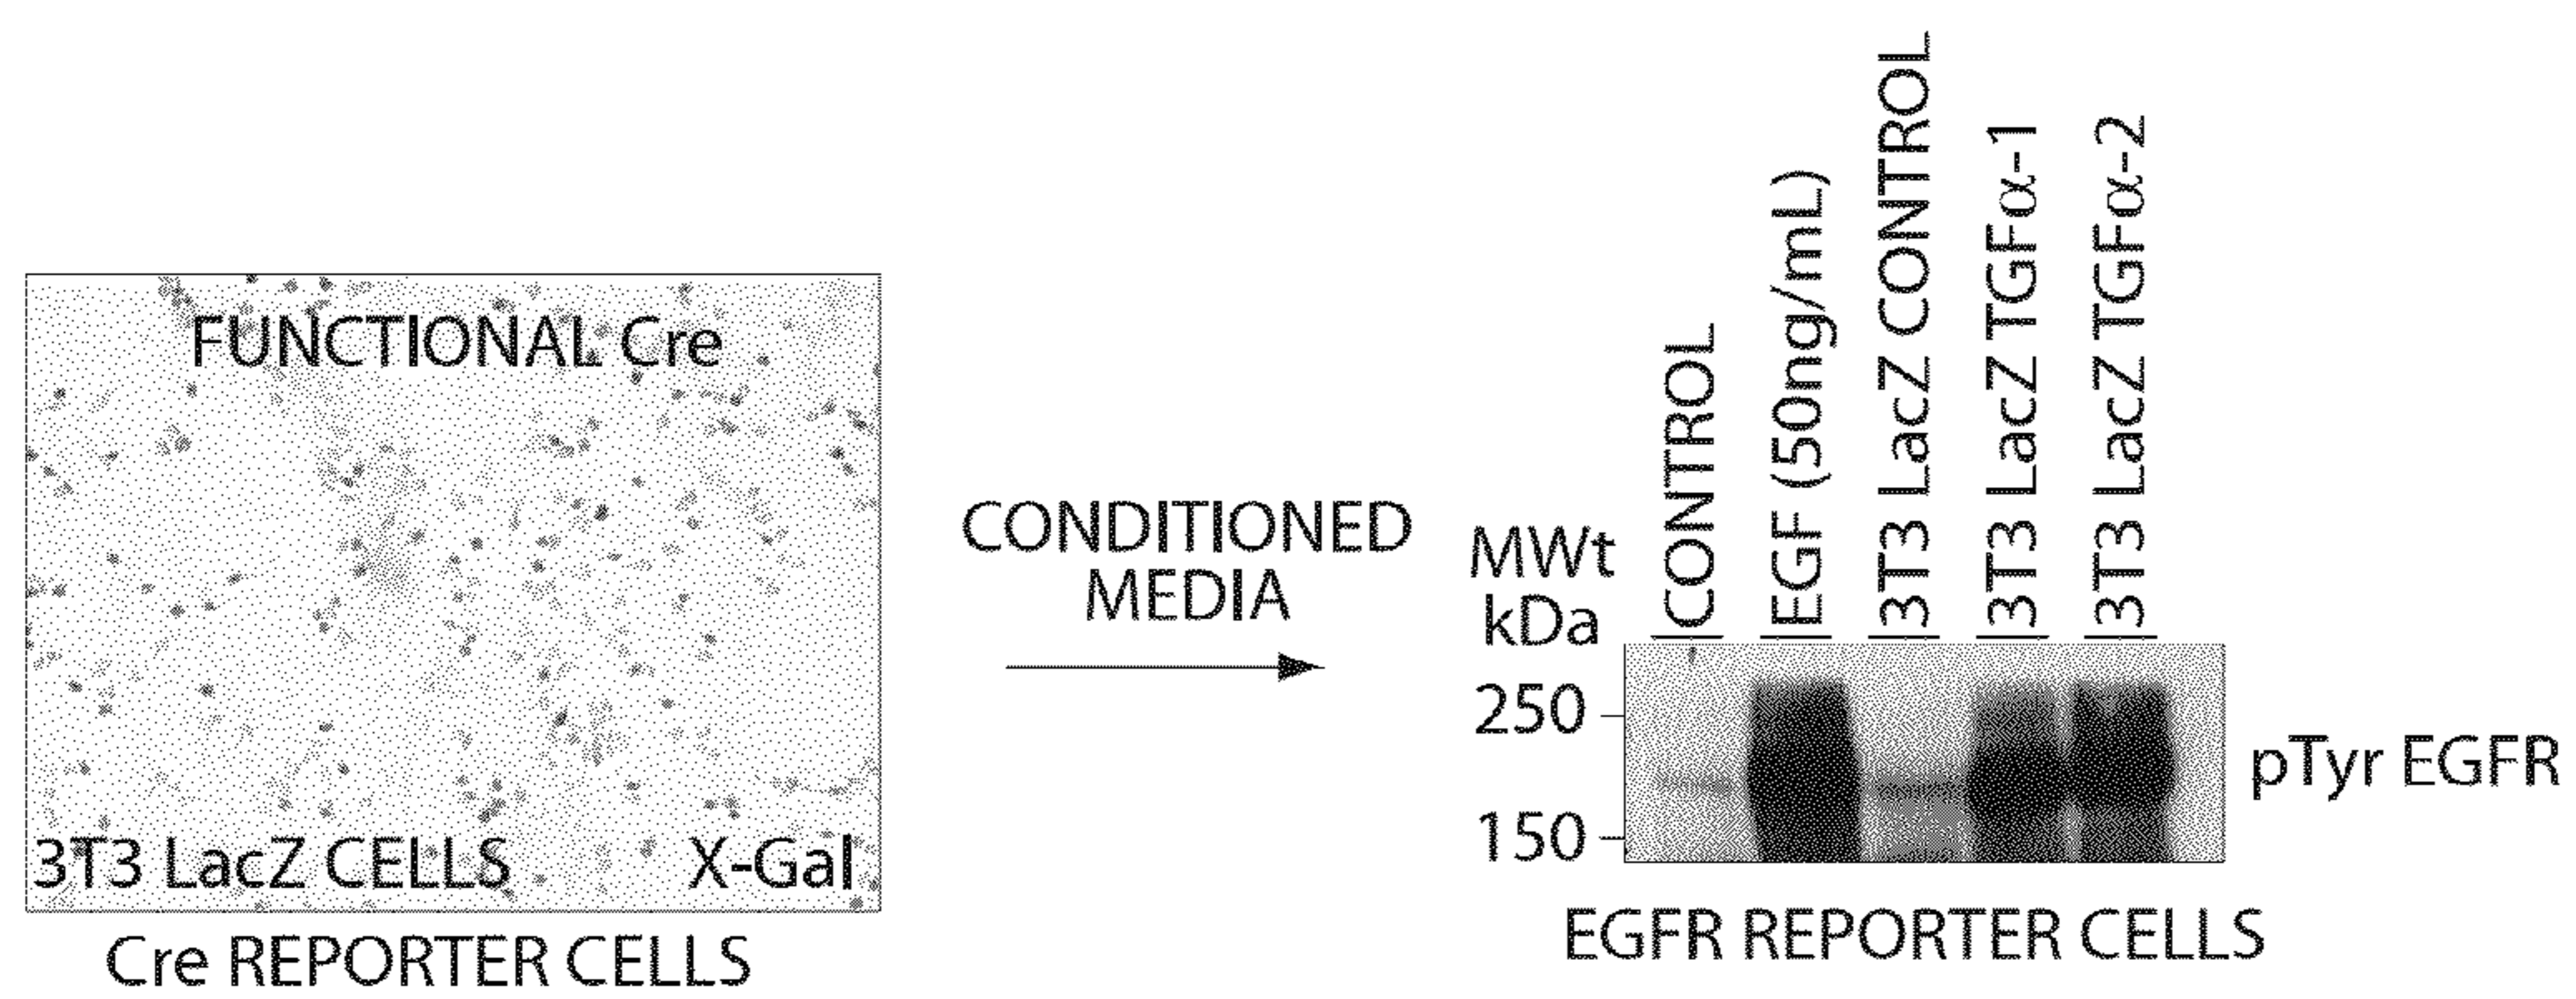 FUNCTIONAL Cre
3T3 LacZ CELLS
X-Gal
Cre REPORTER CELLS
CONDITIONED
MEDIA
MWt
kDa
CONTROL
EGF (50ng/mL)
3T3 LacZ CONTROL
3T3 LacZ TGFα-1
3T3 LacZ TGFα-2
250
150
pTyr EGFR
EGFR REPORTER CELLS